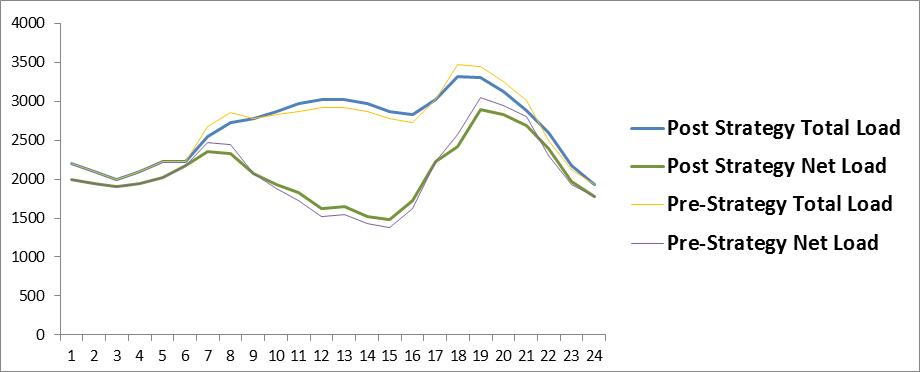 4000
3500
3000
2500
2000
1500
1000
500
0
1 2 3 4 5 6 7 8 9 10 11 12 13 14 15 16 17 18 19 20 21 22 23 24
Post Strategy Total Load
Post Strategy Net Load
Pre-Strategy Total Load
Pre-Strategy Net Load